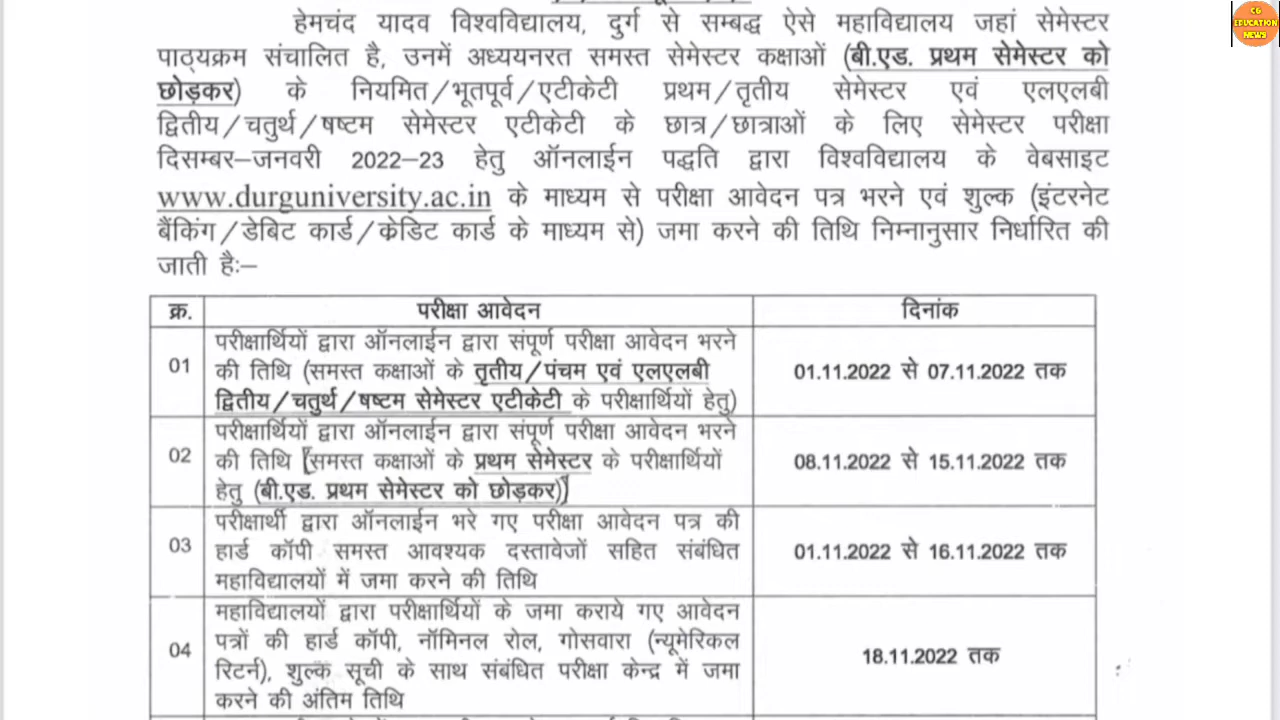 CG
EDUCATION
NEWS
हेमचंद यादव विश्वविद्यालय, दुर्ग से सम्बद्ध ऐसे महाविद्यालय जहां सेमेस्टर
पाठ्यक्रम संचालित है, उनमें अध्ययनरत समस्त सेमेस्टर कक्षाओं (बी.एड. प्रथम सेमेस्टर को
छोड़कर) के नियमित/भूतपूर्व/एटीकेटी प्रथम/तृतीय सेमेस्टर एवं एलएलबी
द्वितीय/चतुर्थ/षष्टम सेमेस्टर एटीकेटी के छात्र/छात्राओं के लिए सेमेस्टर परीक्षा
दिसम्बर–जनवरी 2022–23 हेतु ऑनलाईन पद्धति द्वारा विश्वविद्यालय के वेबसाइट
www.durguniversity.ac.in के माध्यम से परीक्षा आवेदन पत्र भरने एवं शुल्क (इंटरनेट
बैंकिंग/डेबिट कार्ड/क्रेडिट कार्ड के माध्यम से) जमा करने की तिथि निम्नानुसार निर्धारित की
जाती हैः–
क्र. परीक्षा आवेदन दिनांक
परीक्षार्थियों द्वारा ऑनलाईन द्वारा संपूर्ण परीक्षा आवेदन भरने
01 की तिथि (समस्त कक्षाओं के तृतीय/पंचम एवं एलएलबी 01.11.2022 से 07.11.2022 तक
द्वितीय/चतुर्थ/षष्टम सेमेस्टर एटीकेटी के परीक्षार्थियों हेतु)
परीक्षार्थियों द्वारा ऑनलाईन द्वारा संपूर्ण परीक्षा आवेदन भरने
02 की तिथि [समस्त कक्षाओं के प्रथम सेमेस्टर के परीक्षार्थियों 08.11.2022 से 15.11.2022 तक
हेतु (बी.एड. प्रथम सेमेस्टर को छोड़कर)]
परीक्षार्थी द्वारा ऑनलाईन भरे गए परीक्षा आवेदन पत्र की
03 हार्ड कॉपी समस्त आवश्यक दस्तावेजों सहित संबंधित 01.11.2022 से 16.11.2022 तक
महाविद्यालयों में जमा करने की तिथि
महाविद्यालयों द्वारा परीक्षार्थियों के जमा कराये गए आवेदन
पत्रों की हार्ड कॉपी, नॉमिनल रोल, गोसवारा (न्यूमेरिकल
04 रिटर्न), शुल्क सूची के साथ संबंधित परीक्षा केन्द्र में जमा 18.11.2022 तक
करने की अंतिम तिथि